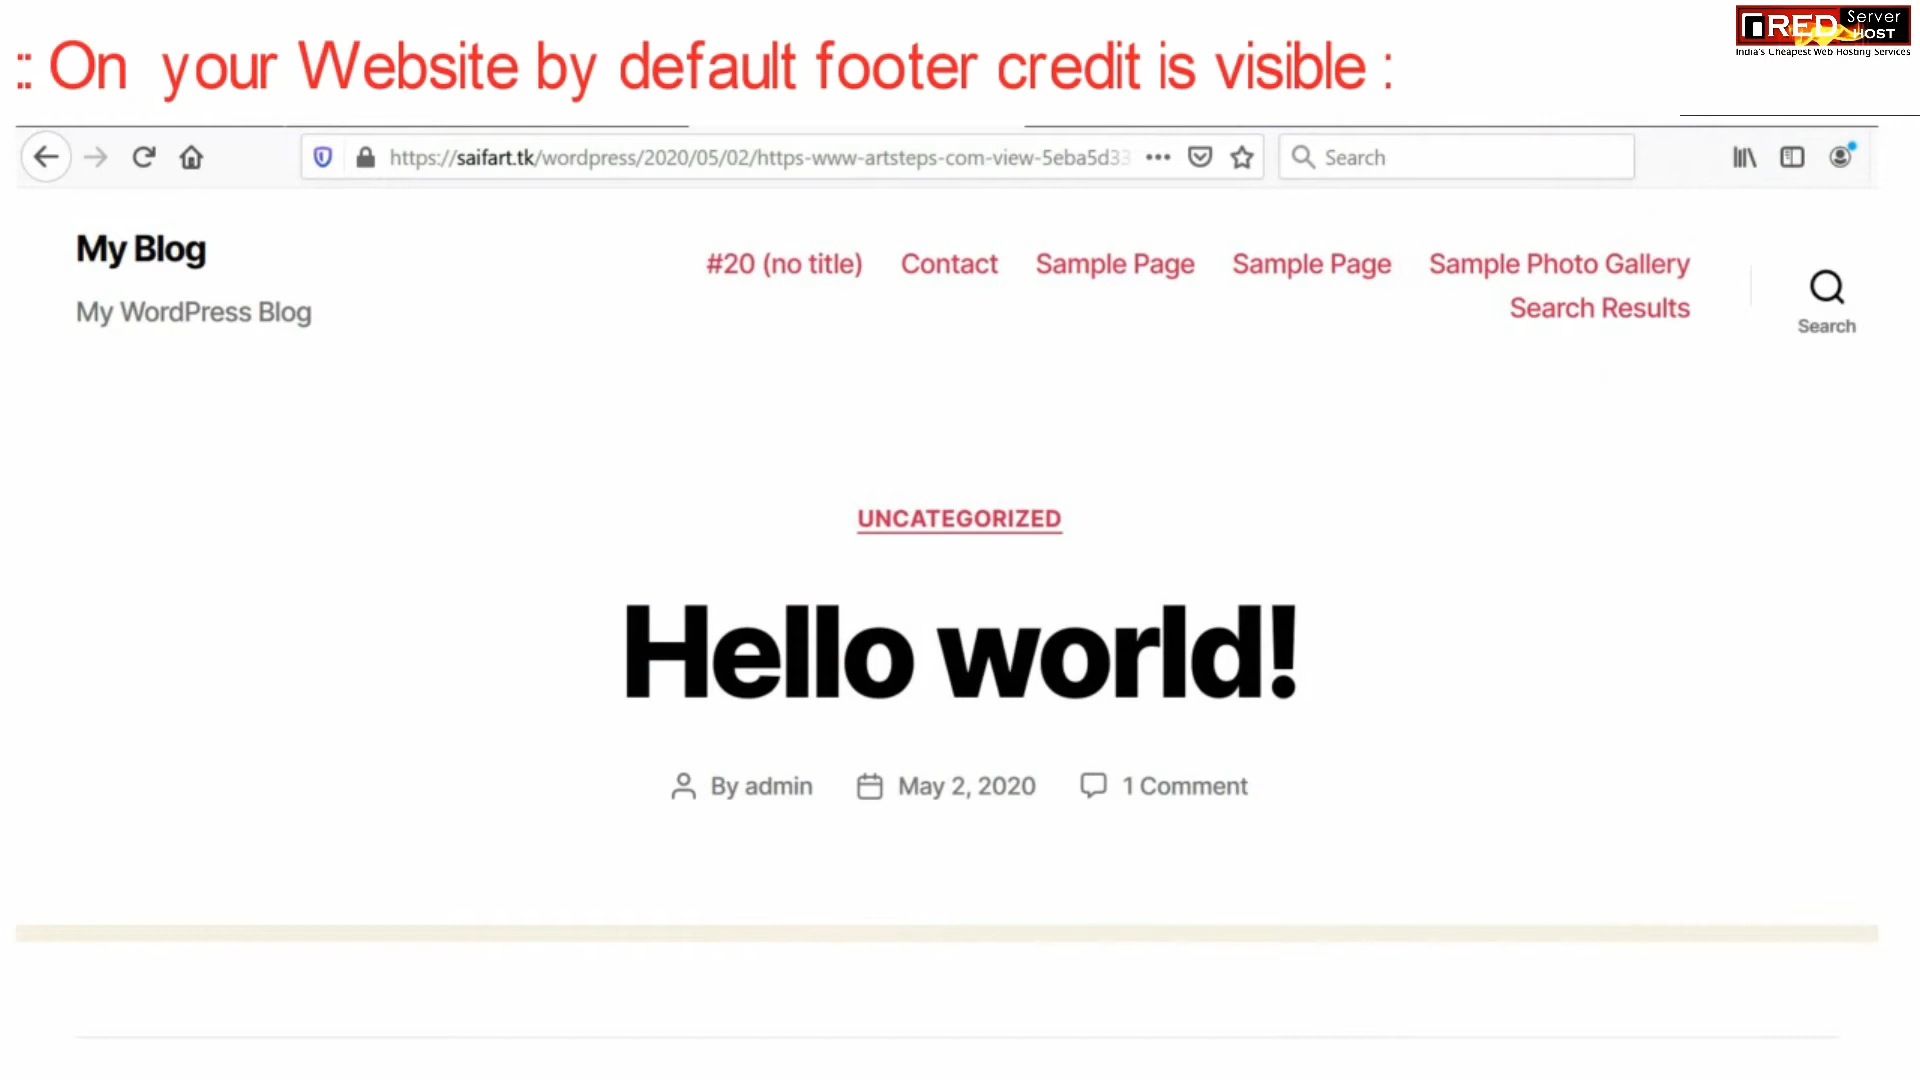 :: On your Website by default footer credit is visible :
RED Server
HOST
India's Cheapest Web Hosting Services
https://saifart.tk/wordpress/2020/05/02/https-www-artsteps-com-view-5eba5d33
Search
My Blog
My WordPress Blog
#20 (no title) Contact Sample Page Sample Page Sample Photo Gallery
Search Results
Search
UNCATEGORIZED
Hello world!
By admin May 2, 2020 1 Comment